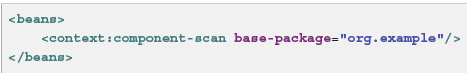 <beans>
    <context:component-scan base-package="org.example"/>
</beans>